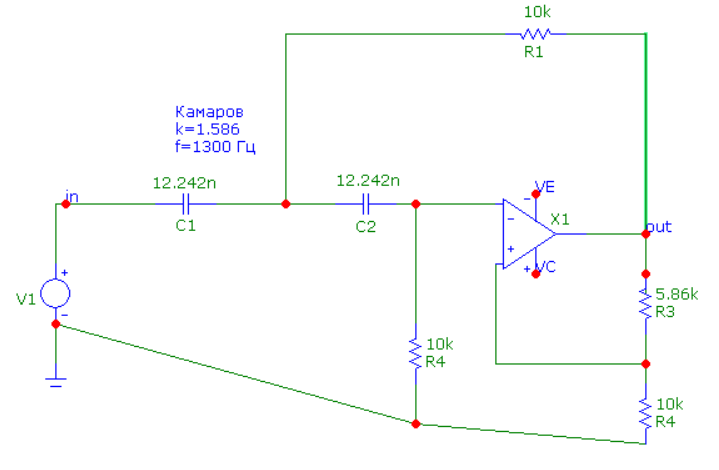 10k
R1
Камаров
k=1.586
f=1300 Гц
12.242n
12.242n
in
C1
C2
VE
X1
out
VC
V1
5.86k
R3
10k
R4
10k
R4